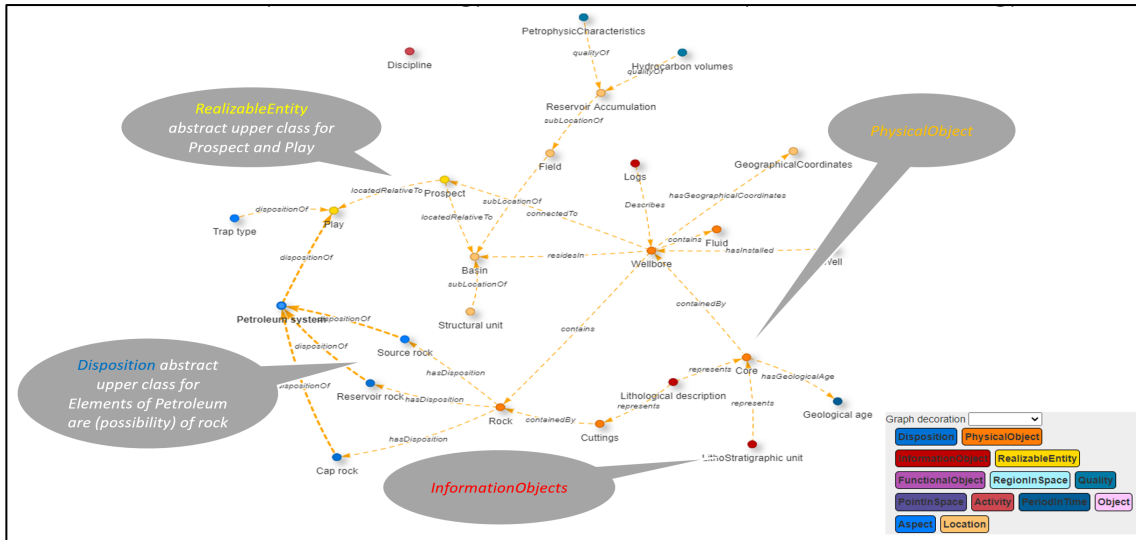 PetrophysicCharacteristics
Discipline
qualityOf
Hydrocarbon volumes
qualityOf
RealizableEntity
abstract upper class for
Prospect and Play
Reservoir Accumulation
subLocationOf
PhysicalObject
Field
Logs
GeographicalCoordinates
Prospect
locatedRelativeTo
hasGeographicalCoordinates
subLocationOf
connectedTo
Describes
dispositionOf
Play
locatedRelativeTo
Trap type
contains
Fluid
hasInstalled
Wellbore
residesIn
Basin
dispositionOf
subLocationOf
containedBy
Petroleum system
Structural unit
dispositionOf
contains
Source rock
dispositionOf
Disposition abstract
upper class for
Elements of Petroleum
are (possibility) of rock
hasDisposition
Core
represents
hasGeologicalAge
Reservoir rock
Lithological description
dispositionOf
hasDisposition
represents
represents
Geological age
Rock
containedBy
Cuttings
hasDisposition
Cap rock
LithoStratigraphic unit
InformationObjects
Graph decoration
Disposition PhysicalObject
InformationObject RealizableEntity
FunctionalObject RegionInSpace Quality
PointInSpace Activity PeriodInTime Object
Aspect Location